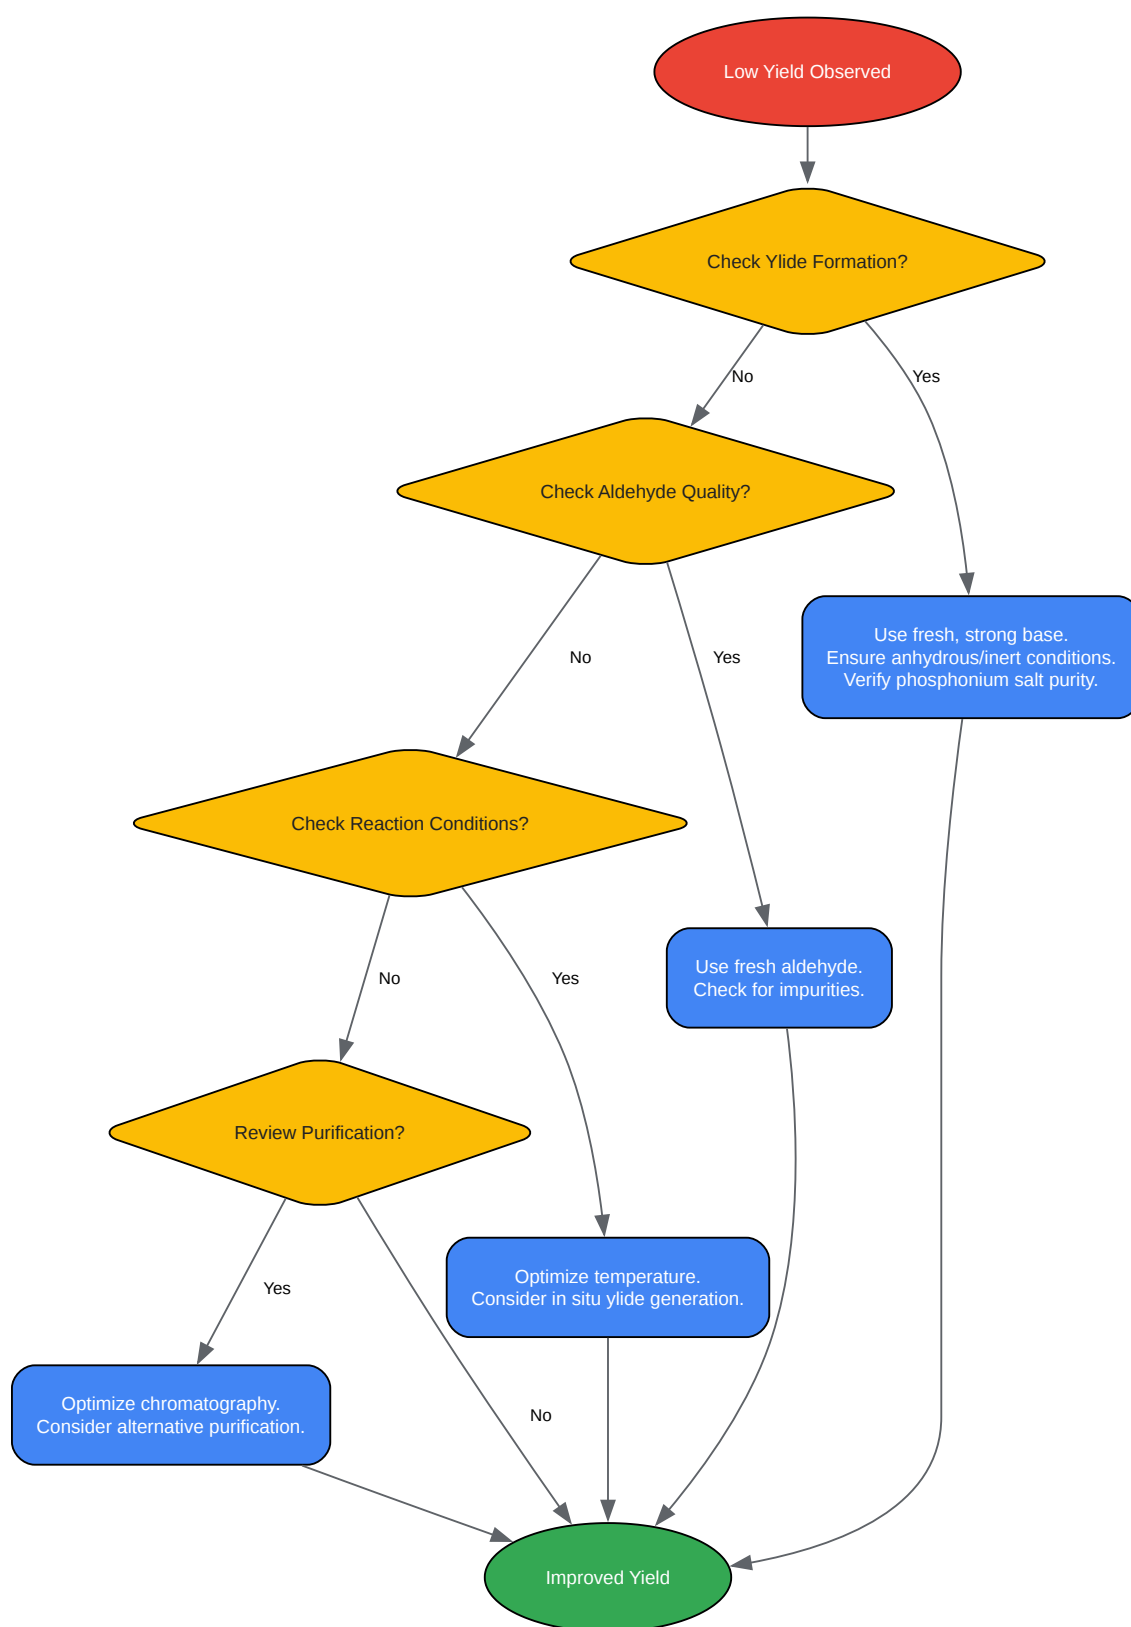 Low Yield Observed
Check Ylide Formation?
No
Yes
Check Aldehyde Quality?
Use fresh, strong base.
Ensure anhydrous/inert conditions.
Verify phosphonium salt purity.
No
Yes
Check Reaction Conditions?
Use fresh aldehyde.
Check for impurities.
No
Yes
Review Purification?
Optimize temperature.
Consider in situ ylide generation.
Yes
Optimize chromatography.
Consider alternative purification.
No
Improved Yield